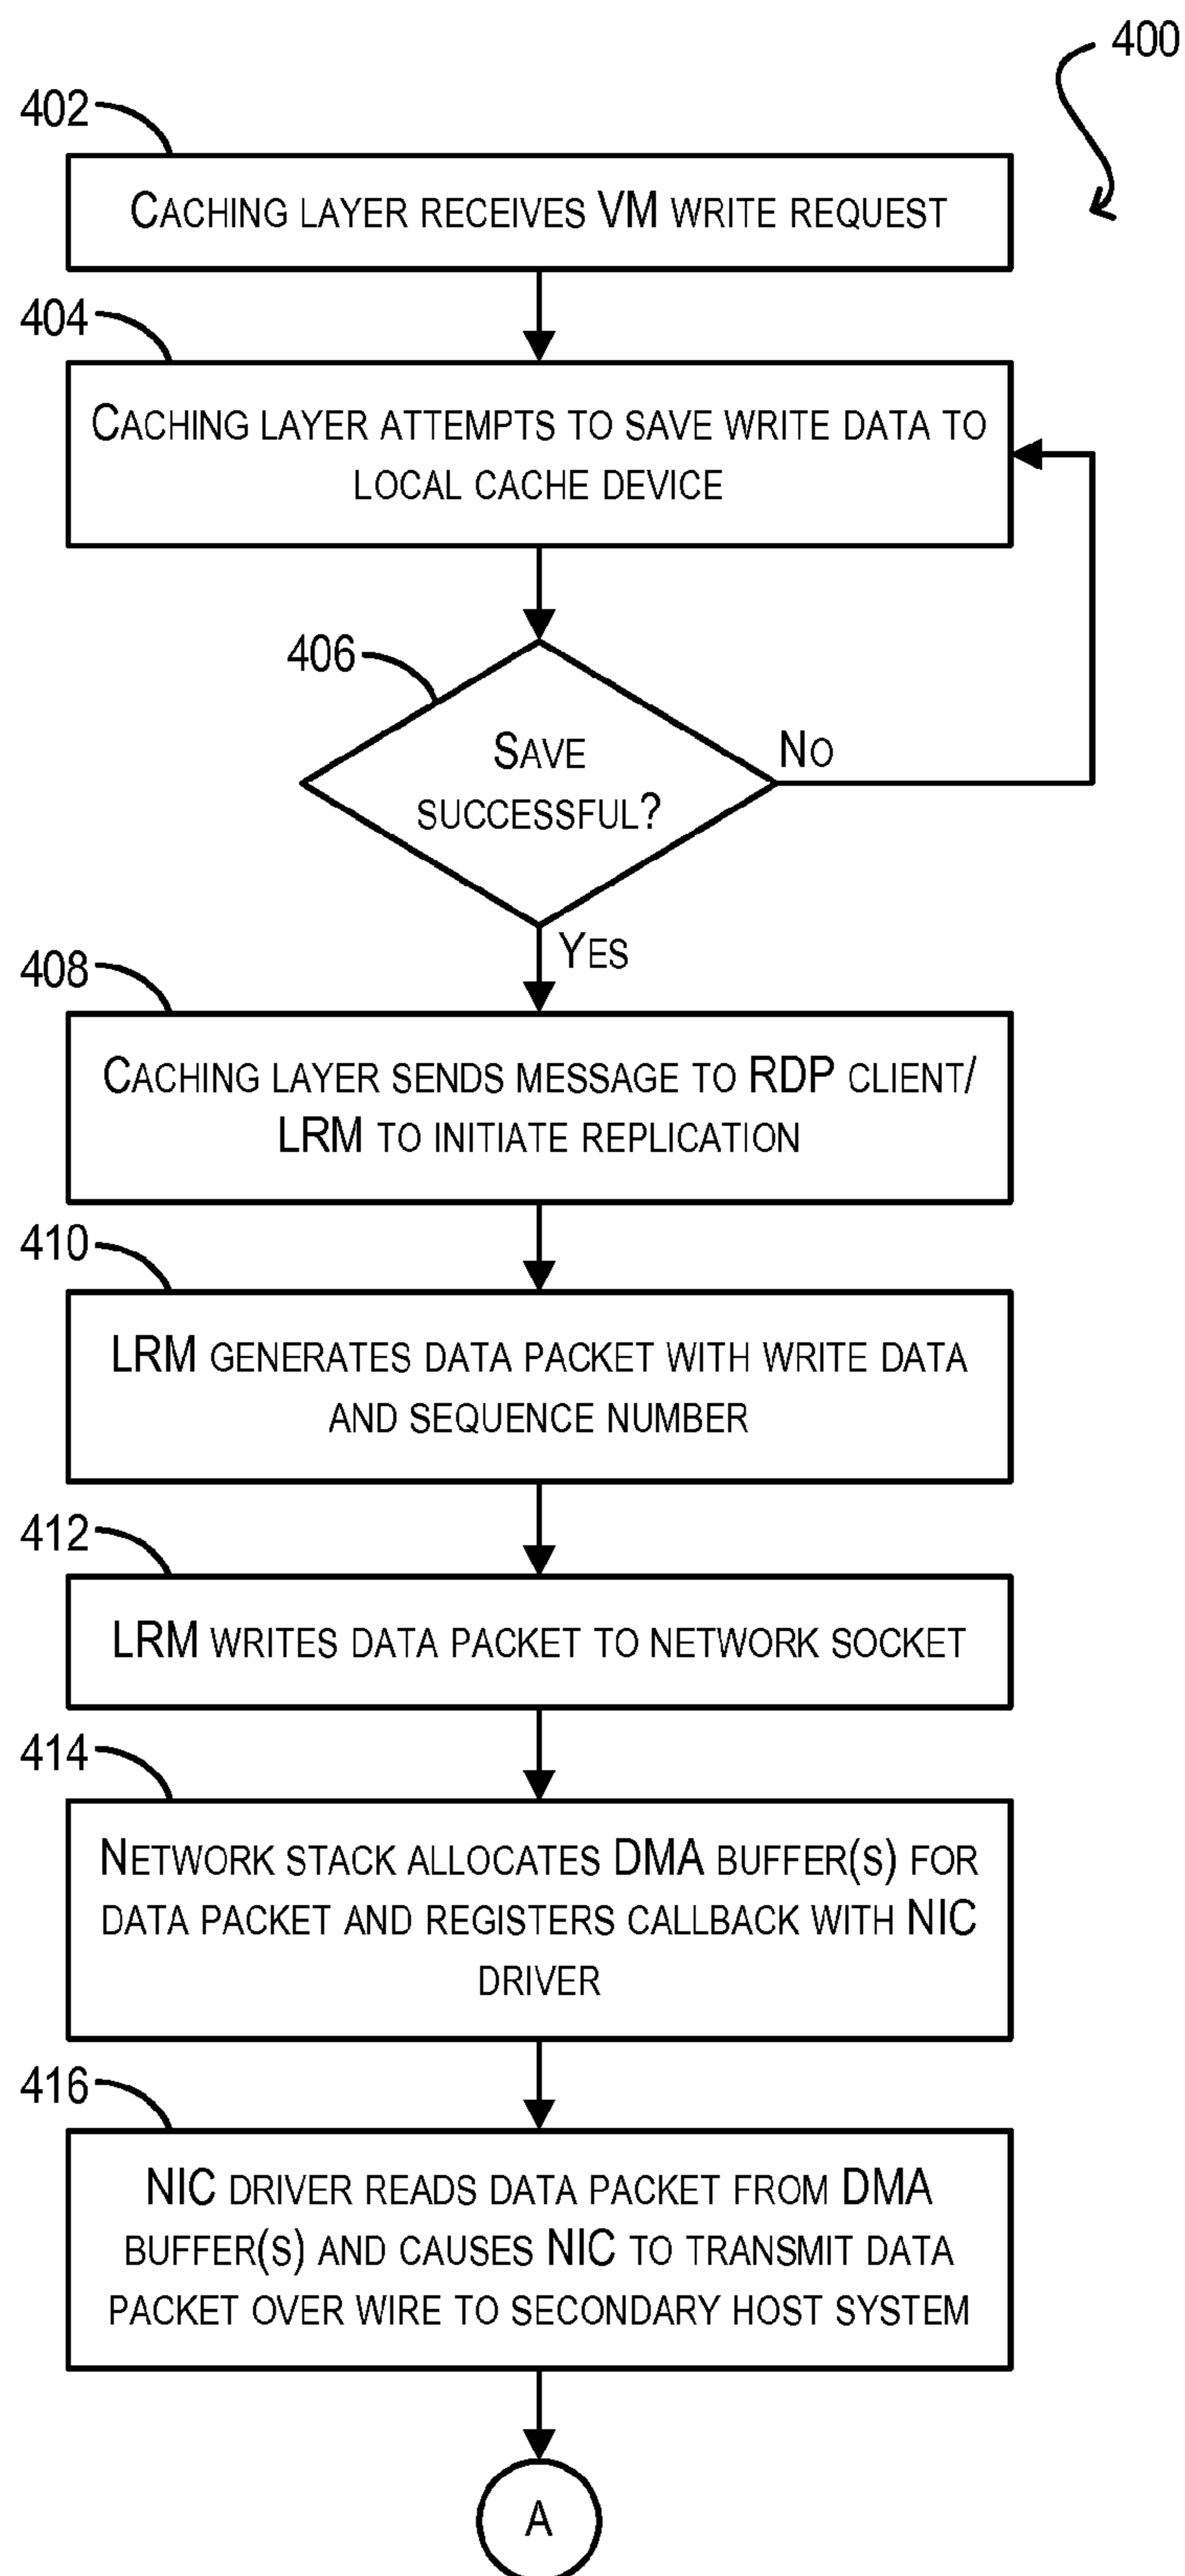 400
402
Caching layer receives VM write request
404
Caching layer attempts to save write data to
local cache device
406
Save
successful?
No
Yes
408
Caching layer sends message to RDP client/
LRM to initiate replication
410
LRM generates data packet with write data
and sequence number
412
LRM writes data packet to network socket
414
Network stack allocates DMA buffer(s) for
data packet and registers callback with NIC
driver
416
NIC driver reads data packet from DMA
buffer(s) and causes NIC to transmit data
packet over wire to secondary host system
A